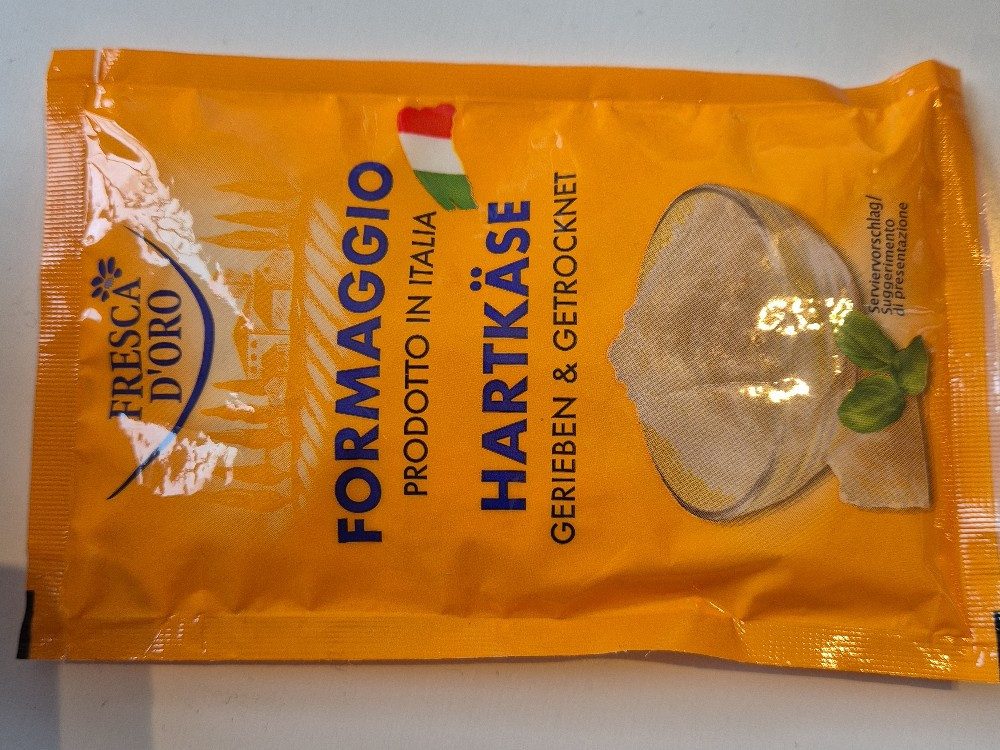 FRESCA
D'ORO
FORMAGGIO
PRODOTTO IN ITALIA
HARTKÄSE
GERIEBEN & GETROCKNET
Serviervorschlag/
Suggerimento
di presentazione